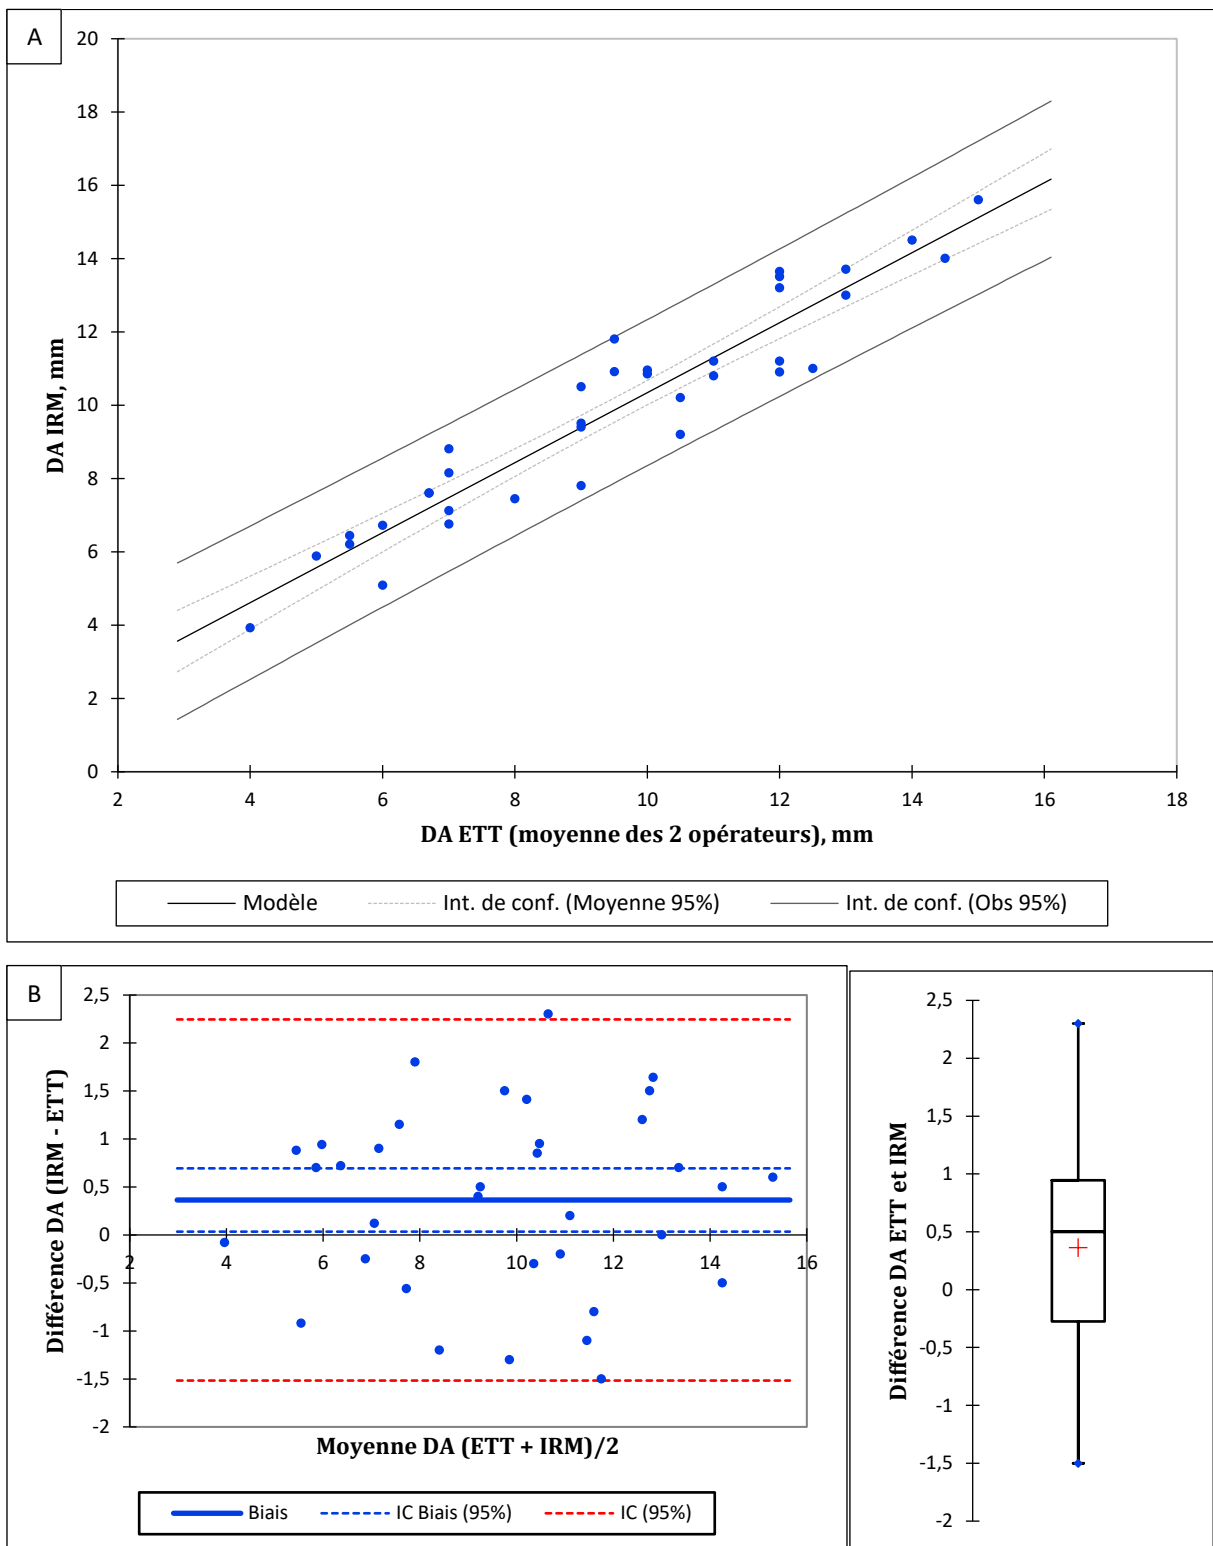 A
20
18
16
14
12
10
8
6
4
2
0
2 4 6 8 10 12 14 16 18
DA IRM, mm
DA ETT (moyenne des 2 opérateurs), mm
Modèle Int. de conf. (Moyenne 95%) Int. de conf. (Obs 95%)
B
2,5
2
1,5
1
0,5
0
-0,5
-1
-1,5
-2
2 4 6 8 10 12 14 16
Différence DA (IRM - ETT)
Moyenne DA (ETT + IRM)/2
Biais IC Biais (95%) IC (95%)
2,5
2
1,5
1
0,5
0
-0,5
-1
-1,5
-2
Différence DA ETT et IRM